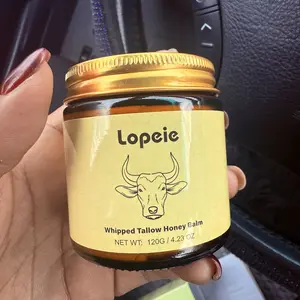 Lopeie
Whipped Tallow Honey Balm
NET WT: 120G / 4.23 OZ